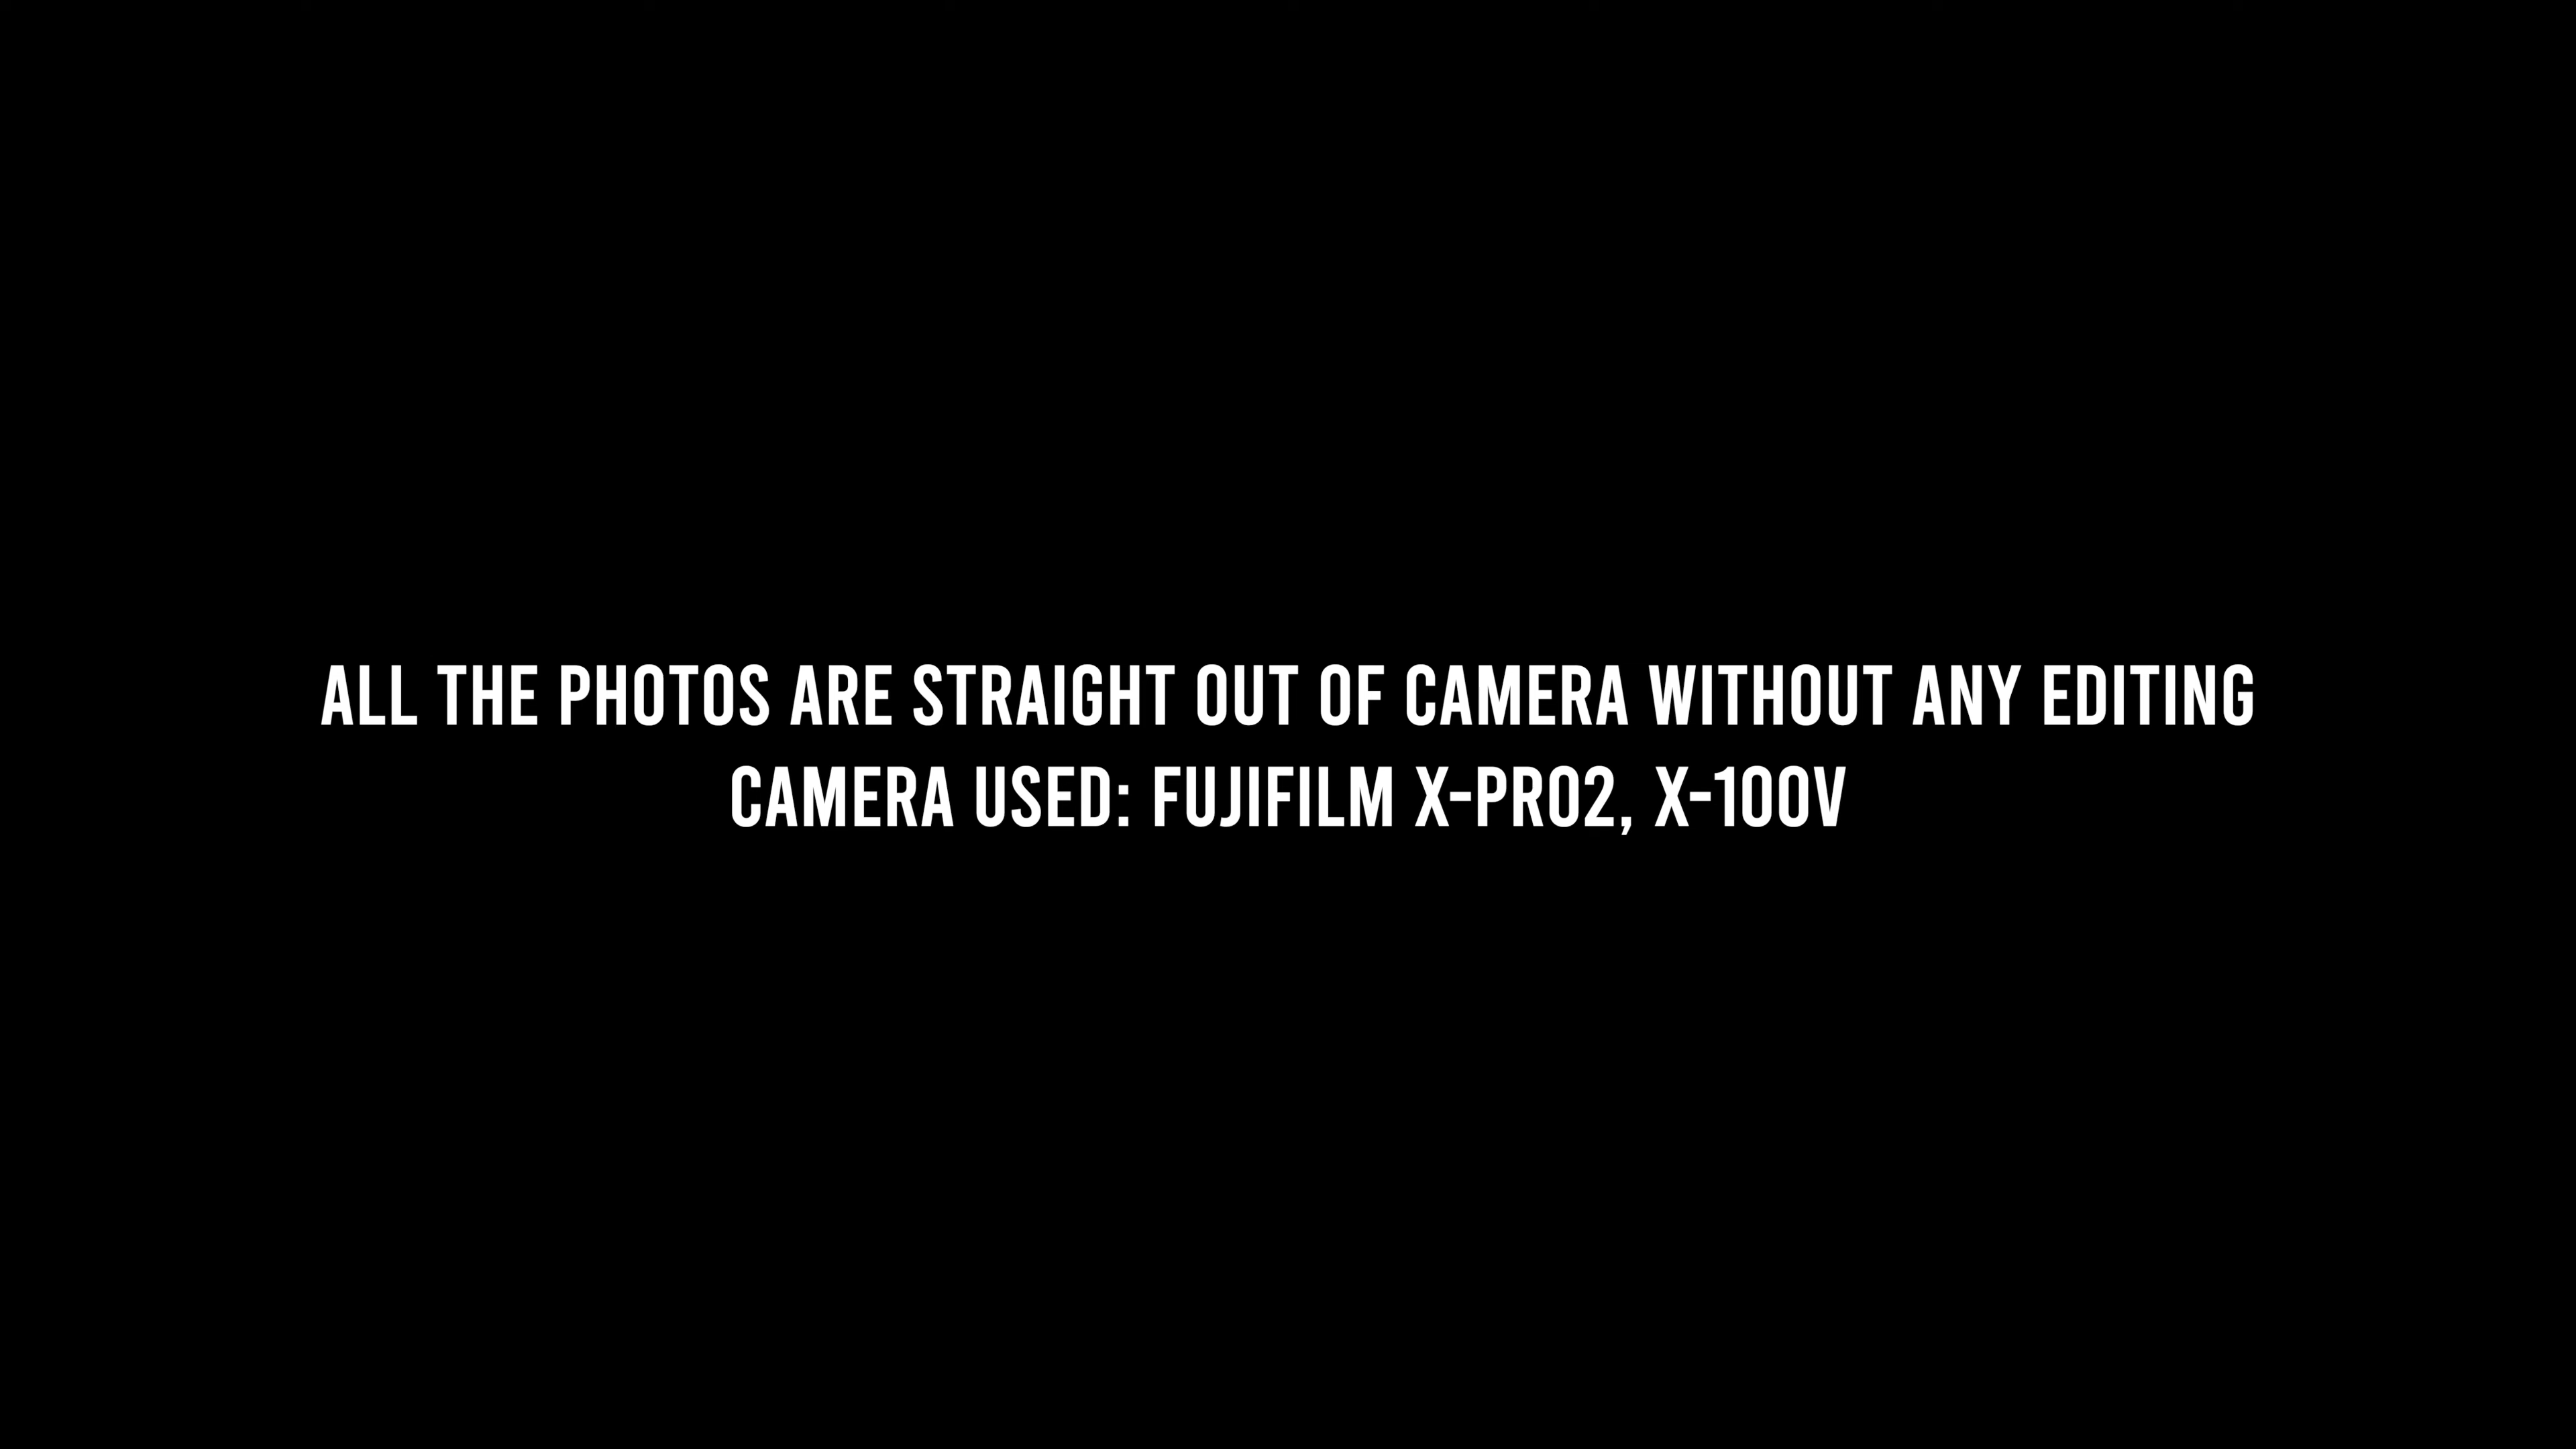 ALL THE PHOTOS ARE STRAIGHT OUT OF CAMERA WITHOUT ANY EDITING
CAMERA USED: FUJIFILM X-PRO2, X-100V